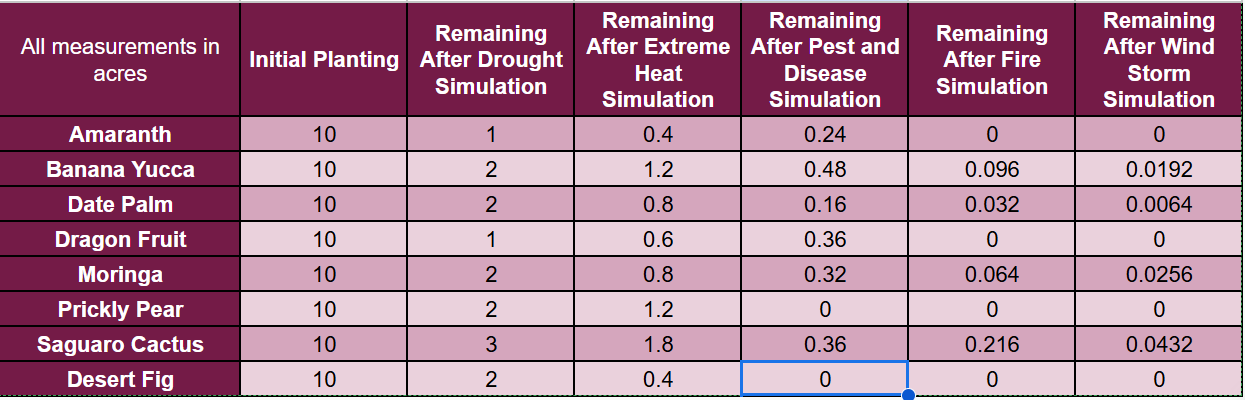 All measurements in acres | Initial Planting | Remaining After Drought Simulation | Remaining After Extreme Heat Simulation | Remaining After Pest and Disease Simulation | Remaining After Fire Simulation | Remaining After Wind Storm Simulation
Amaranth | 10 | 1 | 0.4 | 0.24 | 0 | 0
Banana Yucca | 10 | 2 | 1.2 | 0.48 | 0.096 | 0.0192
Date Palm | 10 | 2 | 0.8 | 0.16 | 0.032 | 0.0064
Dragon Fruit | 10 | 1 | 0.6 | 0.36 | 0 | 0
Moringa | 10 | 2 | 0.8 | 0.32 | 0.064 | 0.0256
Prickly Pear | 10 | 2 | 1.2 | 0 | 0 | 0
Saguaro Cactus | 10 | 3 | 1.8 | 0.36 | 0.216 | 0.0432
Desert Fig | 10 | 2 | 0.4 | 0 | 0 | 0